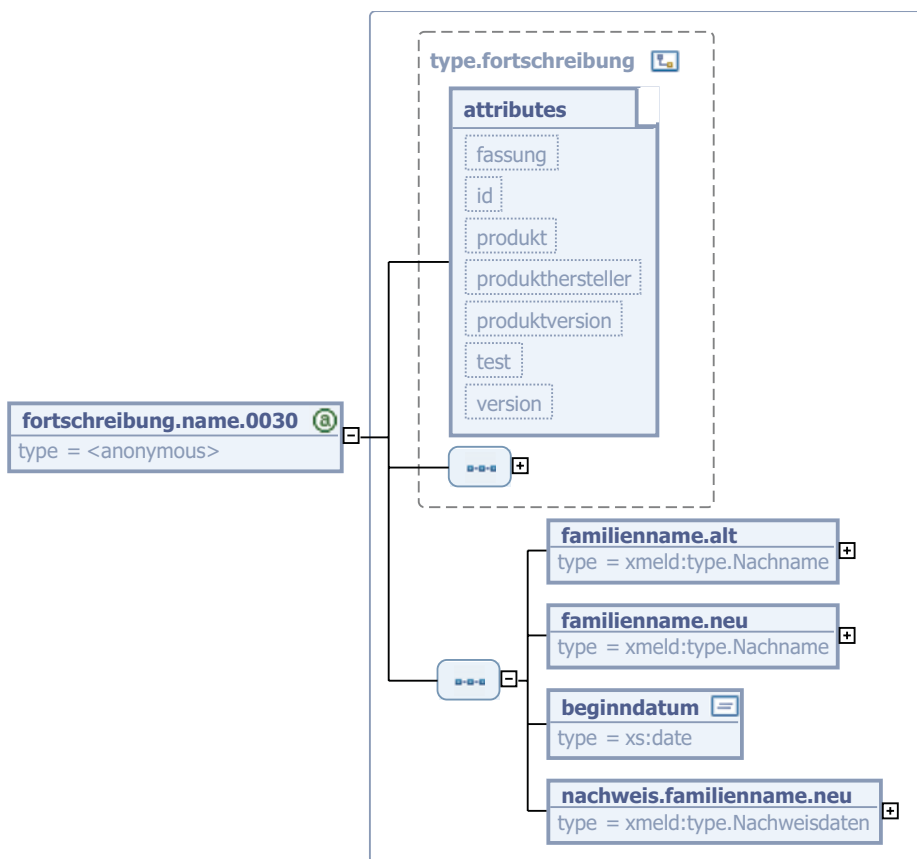 type.fortschreibung
attributes
fassung
id
produkt
produkthersteller
produktversion
test
version
fortschreibung.name.0030 a
type = <anonymous>
familienname.alt
type = xmeld:type.Nachname
familienname.neu
type = xmeld:type.Nachname
beginndatum
type = xs:date
nachweis.familienname.neu
type = xmeld:type.Nachweisdaten